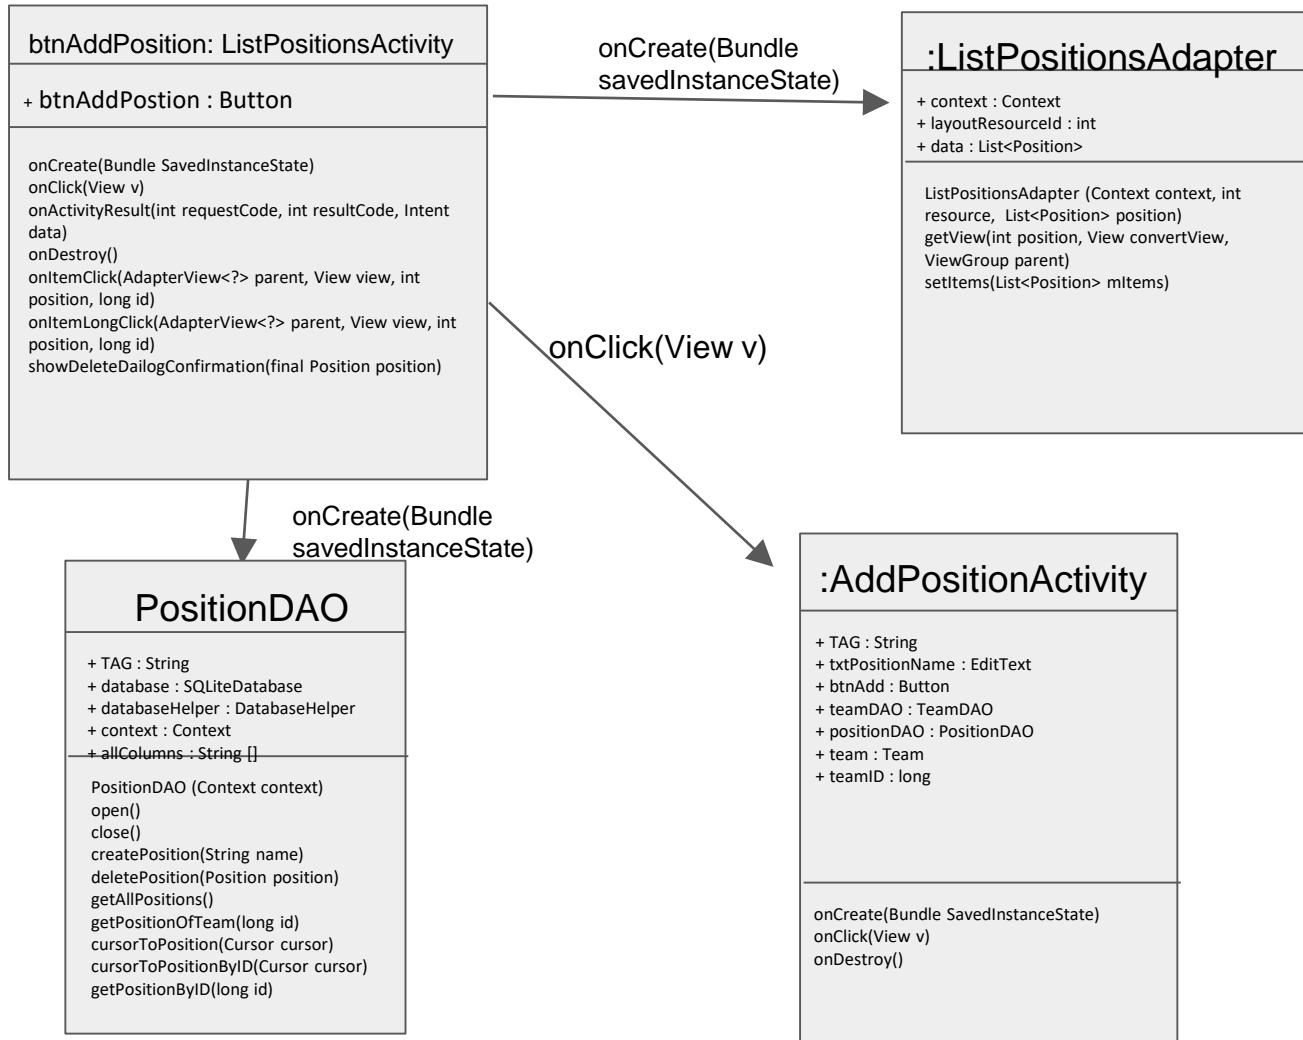 btnAddPosition: ListPositionsActivity
+ btnAddPostion : Button
onCreate(Bundle SavedInstanceState)
onClick(View v)
onActivityResult(int requestCode, int resultCode, Intent
data)
onDestroy()
onItemClick(AdapterView<?> parent, View view, int
position, long id)
onItemLongClick(AdapterView<?> parent, View view, int
position, long id)
showDeleteDailogConfirmation(final Position position)
onCreate(Bundle
savedInstanceState)
:ListPositionsAdapter
+ context : Context
+ layoutResourceId : int
+ data : List<Position>
ListPositionsAdapter (Context context, int
resource, List<Position> position)
getView(int position, View convertView,
ViewGroup parent)
setItems(List<Position> mItems)
onClick(View v)
onCreate(Bundle
savedInstanceState)
PositionDAO
+ TAG : String
+ database : SQLiteDatabase
+ databaseHelper : DatabaseHelper
+ context : Context
+ allColumns : String []
PositionDAO (Context context)
open()
close()
createPosition(String name)
deletePosition(Position position)
getAllPositions()
getPositionOfTeam(long id)
cursorToPosition(Cursor cursor)
cursorToPositionByID(Cursor cursor)
getPositionByID(long id)
:AddPositionActivity
+ TAG : String
+ txtPositionName : EditText
+ btnAdd : Button
+ teamDAO : TeamDAO
+ positionDAO : PositionDAO
+ team : Team
+ teamID : long
onCreate(Bundle SavedInstanceState)
onClick(View v)
onDestroy()